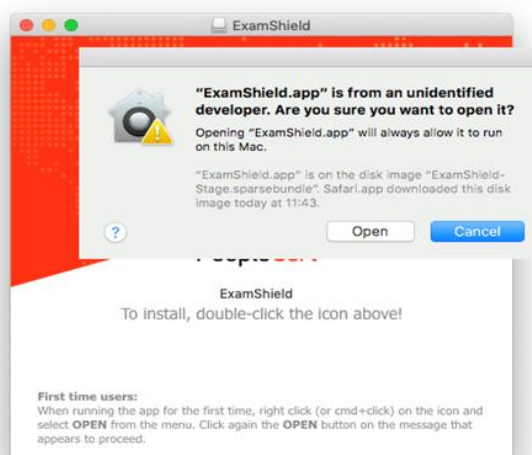 ExamShield
"ExamShield.app" is from an unidentified
developer. Are you sure you want to open it?
Opening "ExamShield.app" will always allow it to run
on this Mac.
"ExamShield.app" is on the disk image "ExamShield-
Stage.sparsebundle". Safari.app downloaded this disk
image today at 11:43.
?
Open
Cancel
ExamShield
To install, double-click the icon above!
First time users:
When running the app for the first time, right click (or cmd+click) on the icon and
select OPEN from the menu. Click again the OPEN button on the message that
appears to proceed.